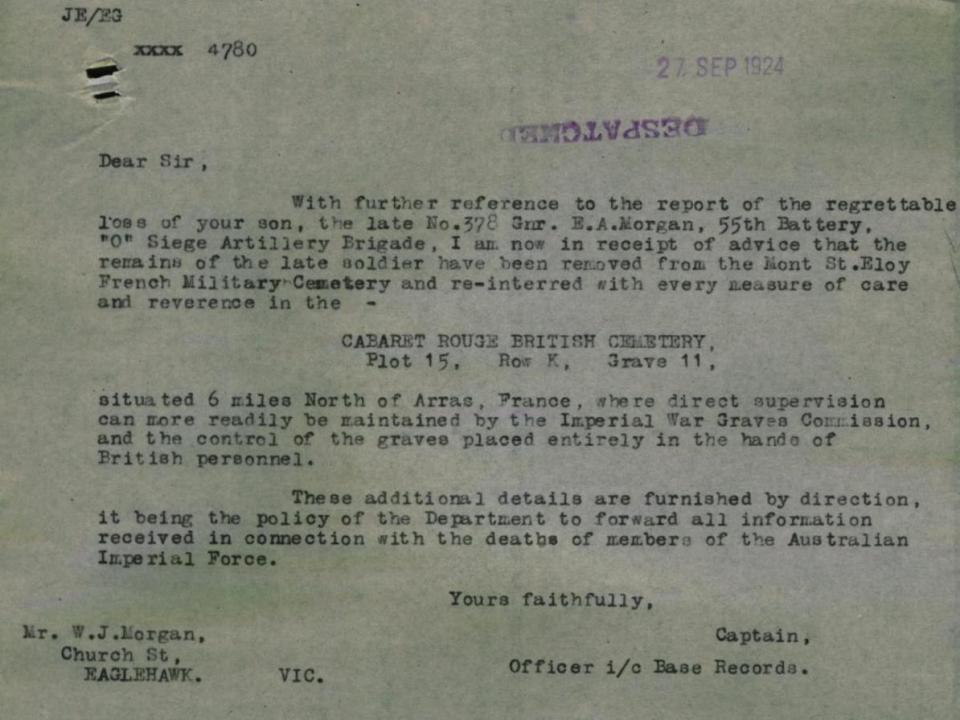 JE/EG
xxxx 4780
27 SEP 1924
DESPATCHED
Dear Sir,
With further reference to the report of the regrettable
loss of your son, the late No.378 Gnr. E.A.Morgan, 55th Battery,
"O" Siege Artillery Brigade, I am now in receipt of advice that the
remains of the late soldier have been removed from the Mont St.Eloy
French Military Cemetery and re-interred with every measure of care
and reverence in the -
CABARET ROUGE BRITISH CEMETERY,
Plot 15, Row K, Grave 11,
situated 6 miles North of Arras, France, where direct supervision
can more readily be maintained by the Imperial War Graves Commission,
and the control of the graves placed entirely in the hands of
British personnel.
These additional details are furnished by direction,
it being the policy of the Department to forward all information
received in connection with the deaths of members of the Australian
Imperial Force.
Yours faithfully,
Captain,
Officer i/c Base Records.
Mr. W.J.Morgan,
Church St,
EAGLEHAWK. VIC.